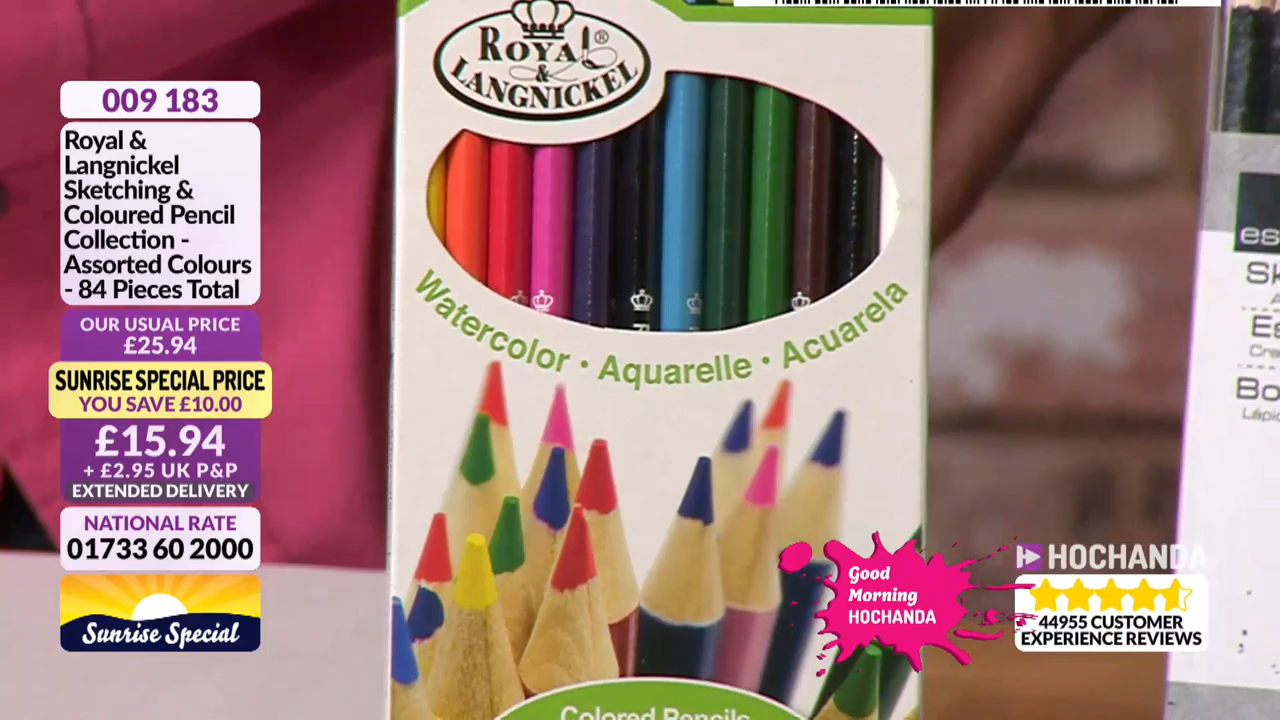 009 183
Royal &
Langnickel
Sketching &
Coloured Pencil
Collection -
Assorted Colours
- 84 Pieces Total
OUR USUAL PRICE
£25.94
SUNRISE SPECIAL PRICE
YOU SAVE £10.00
£15.94
+ £2.95 UK P&P
EXTENDED DELIVERY
NATIONAL RATE
01733 60 2000
Sunrise Special
ROYAL®
&
LANGNICKEL
Watercolor · Aquarelle · Acuarela
Colored Pencils
Good
Morning
HOCHANDA
HOCHANDA
44955 CUSTOMER
EXPERIENCE REVIEWS